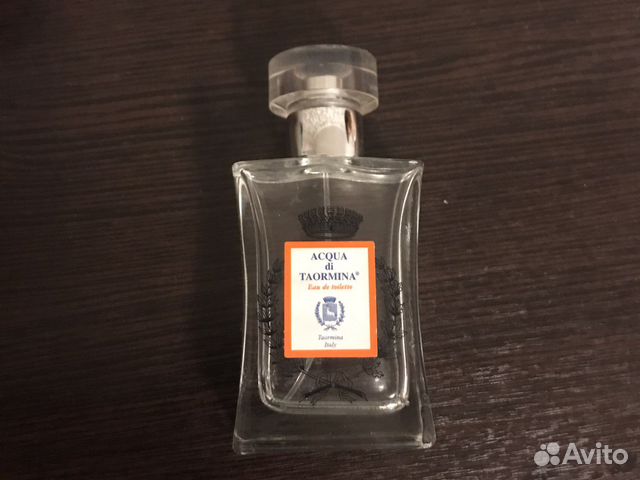 ACQUA
di
TAORMINA®
Eau de toilette
Taormina
Italy
Avito